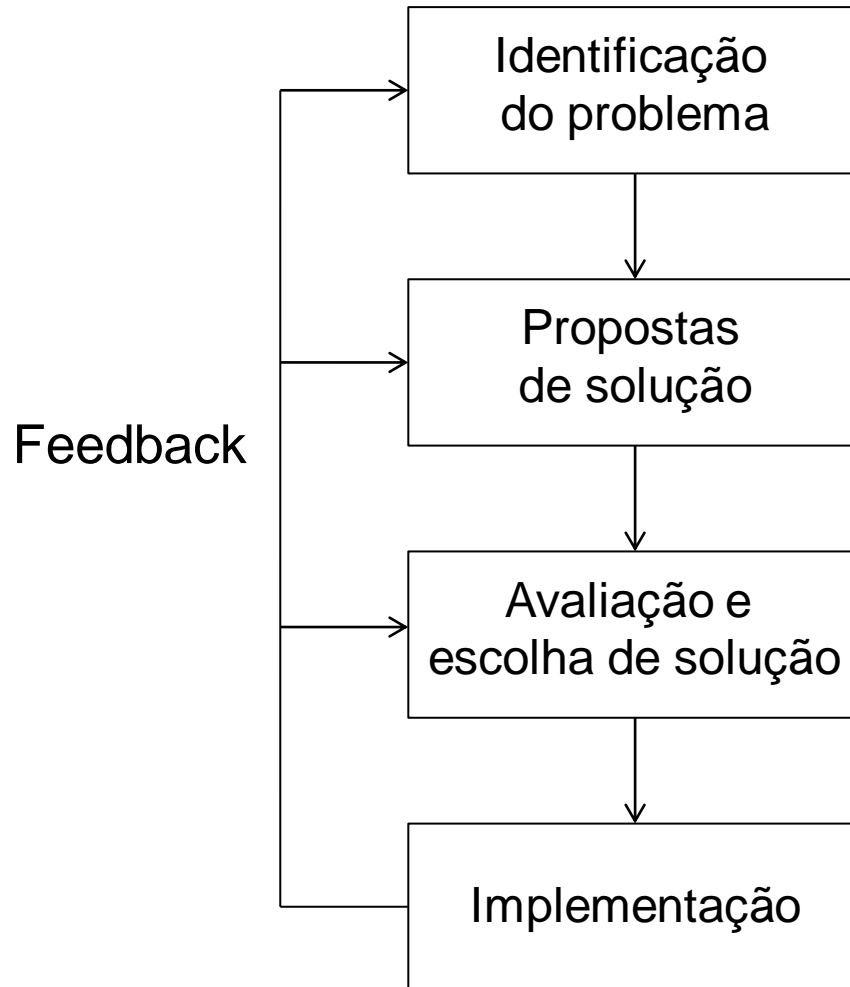 Identificação
do problema
Propostas
de solução
Feedback
Avaliação e
escolha de solução
Implementação